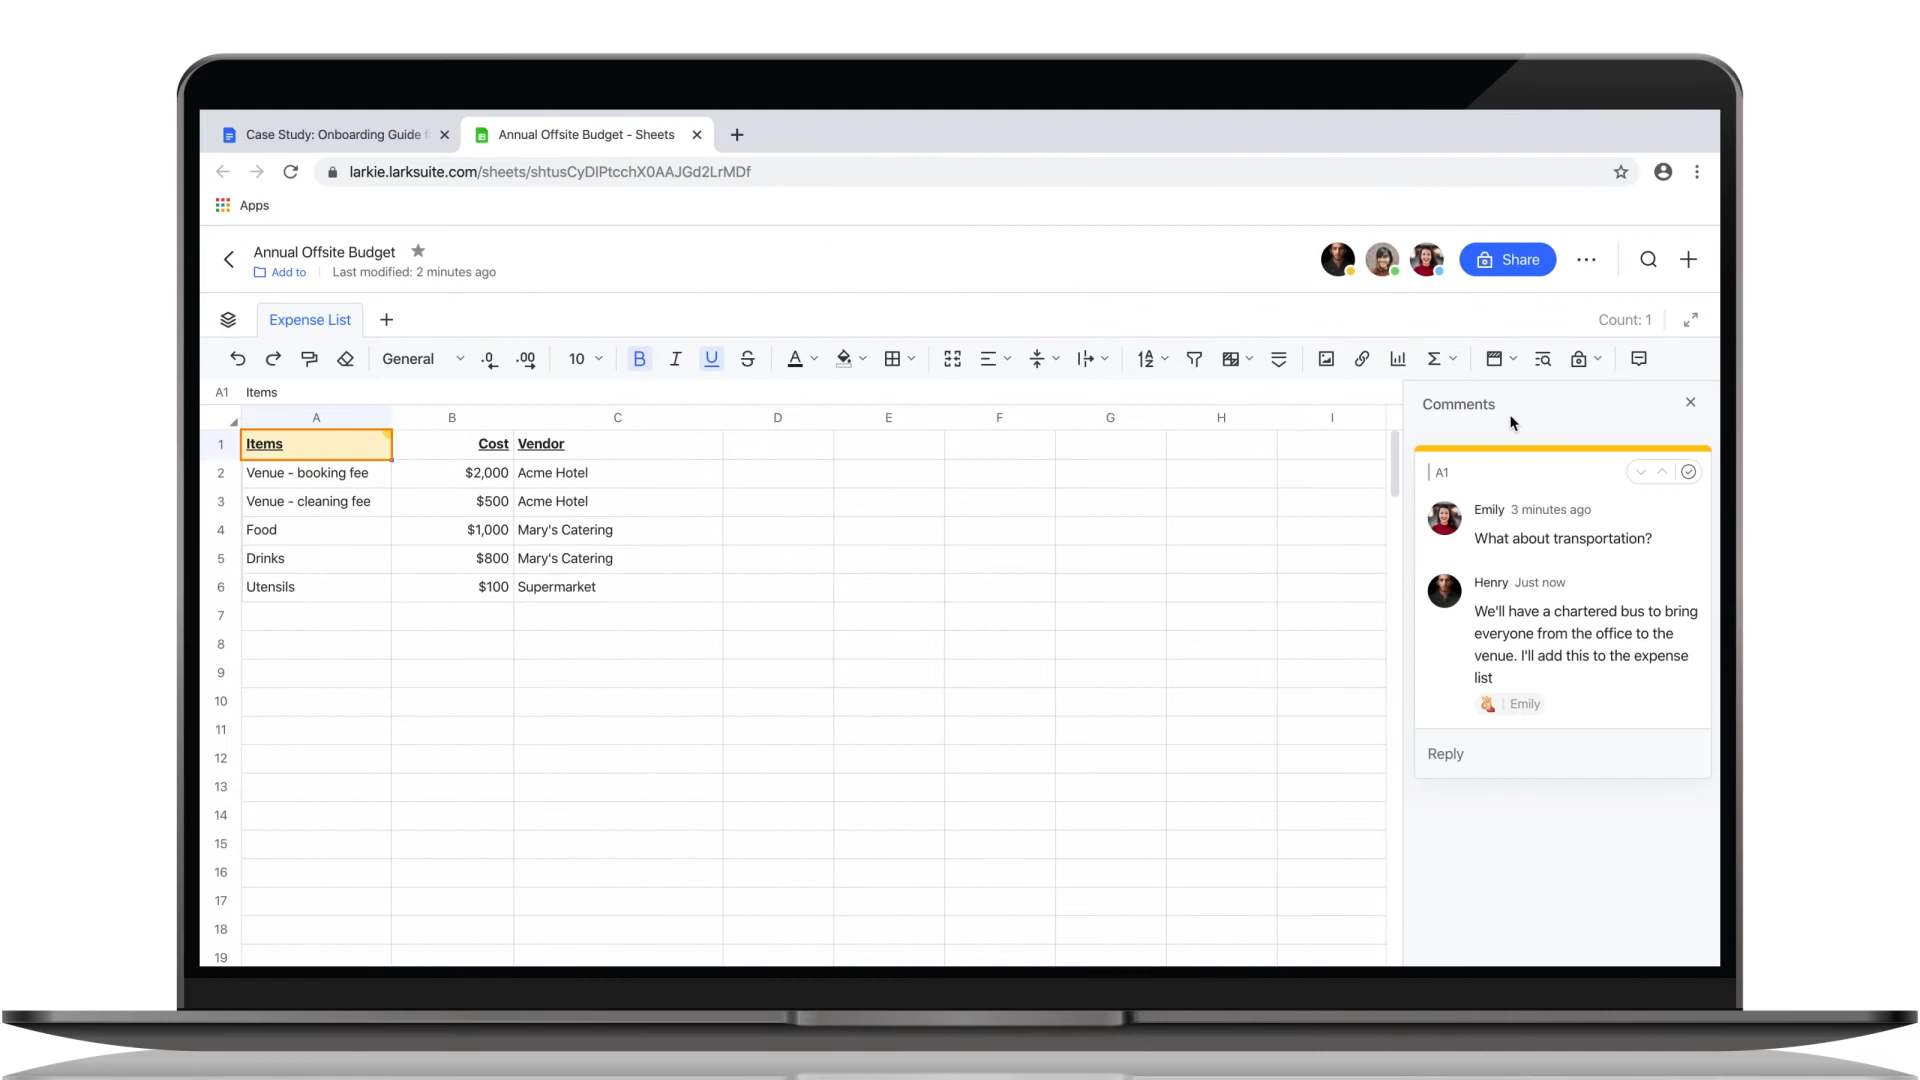 Case Study: Onboarding Guide f
Annual Offsite Budget - Sheets
larkie.larksuite.com/sheets/shtusCyDIPtcchX0AAJGd2LrMDf
Apps
Annual Offsite Budget
Add to | Last modified: 2 minutes ago
Share
Expense List
Count: 1
General .0 .00 10 B I U S A
A1 Items
Comments
A B C D E F G H I
1 Items Cost Vendor
2 Venue - booking fee $2,000 Acme Hotel
3 Venue - cleaning fee $500 Acme Hotel
4 Food $1,000 Mary's Catering
5 Drinks $800 Mary's Catering
6 Utensils $100 Supermarket
7
8
9
10
11
12
13
14
15
16
17
18
19
A1
Emily 3 minutes ago
What about transportation?
Henry Just now
We'll have a chartered bus to bring
everyone from the office to the
venue. I'll add this to the expense
list
Emily
Reply